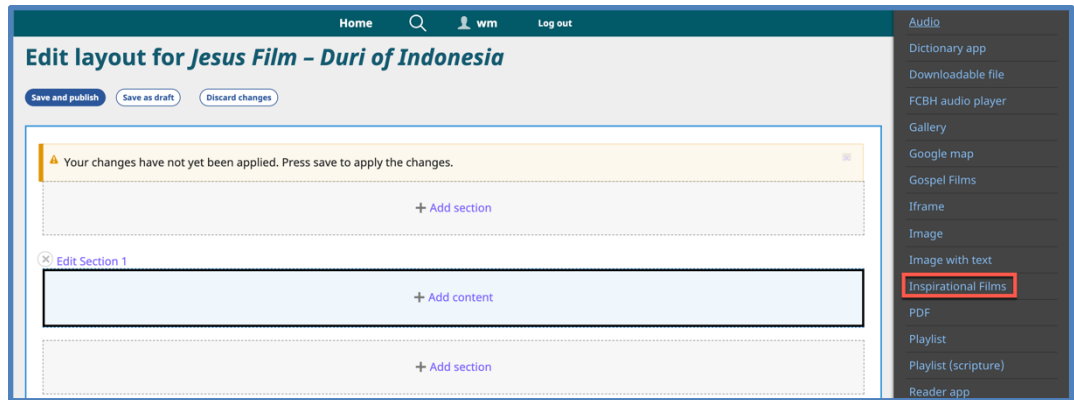 Home wm Log out
Edit layout for Jesus Film – Duri of Indonesia
Save and publish Save as draft Discard changes
Your changes have not yet been applied. Press save to apply the changes.
+ Add section
Edit Section 1
+ Add content
+ Add section
Audio
Dictionary app
Downloadable file
FCBH audio player
Gallery
Google map
Gospel Films
Iframe
Image
Image with text
Inspirational Films
PDF
Playlist
Playlist (scripture)
Reader app